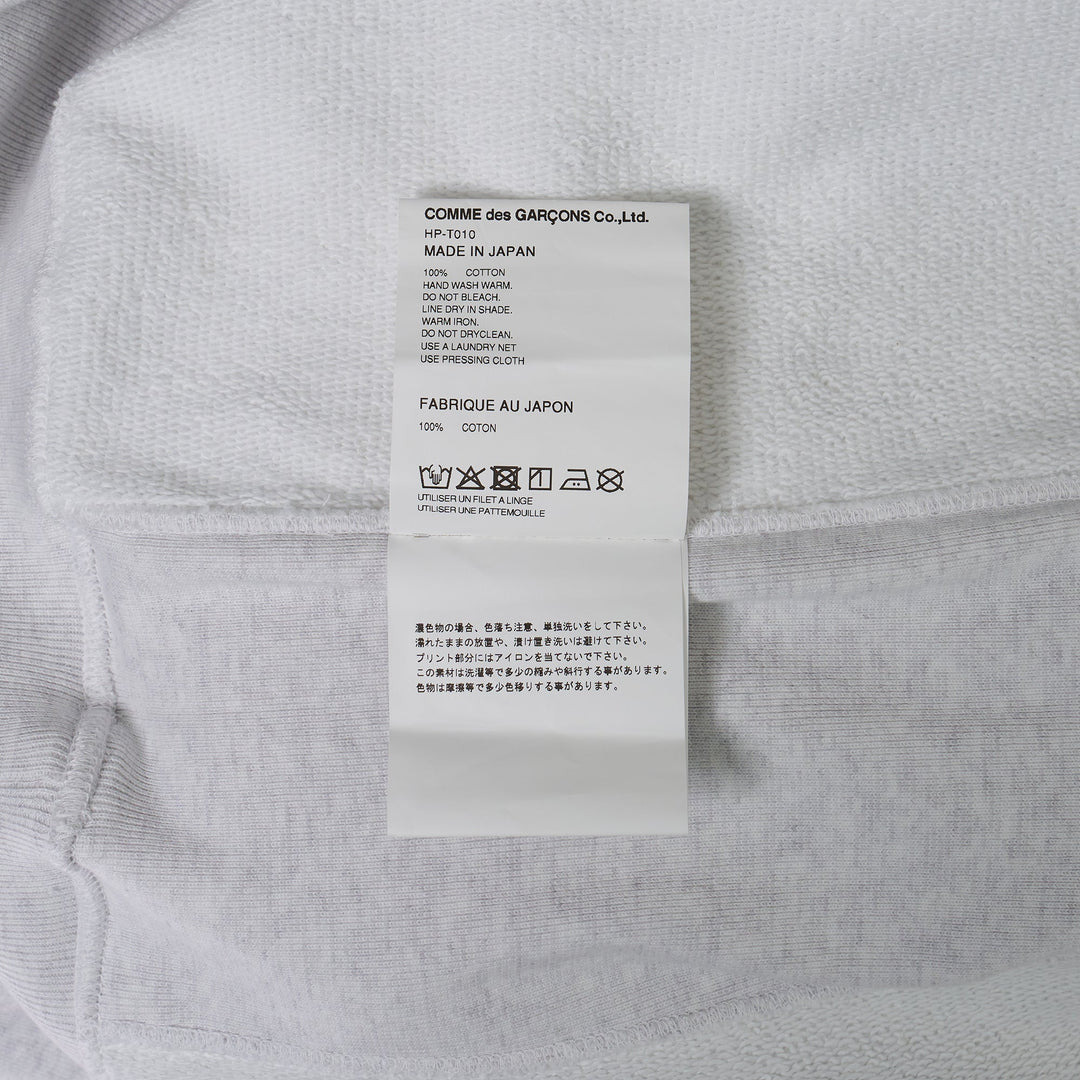 COMME des GARÇONS Co.,Ltd.
HP-T010
MADE IN JAPAN
100% COTTON
HAND WASH WARM.
DO NOT BLEACH.
LINE DRY IN SHADE.
WARM IRON.
DO NOT DRYCLEAN.
USE A LAUNDRY NET
USE PRESSING CLOTH
FABRIQUE AU JAPON
100% COTON
UTILISER UN FILET A LINGE
UTILISER UNE PATTEMOUILLE
濃色物の場合、色落ち注意、単独洗いをして下さい。
濡れたままの放置や、漬け置き洗いは避けて下さい。
プリント部分にはアイロンを当てないで下さい。
この素材は洗濯等で多少の縮みや斜行する事があります。
色物は摩擦等で多少色移りする事があります。